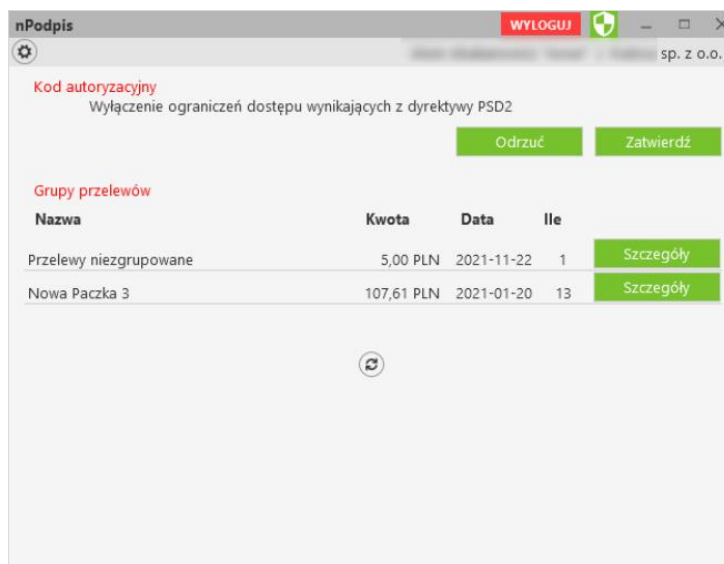 nPodpis WYLOGUJ
sp. z o.o.
Kod autoryzacyjny
Wyłączenie ograniczeń dostępu wynikających z dyrektywy PSD2
Odrzuć Zatwierdź
Grupy przelewów
Nazwa Kwota Data Ile
Przelewy niezgrupowane 5,00 PLN 2021-11-22 1 Szczegóły
Nowa Paczka 3 107,61 PLN 2021-01-20 13 Szczegóły